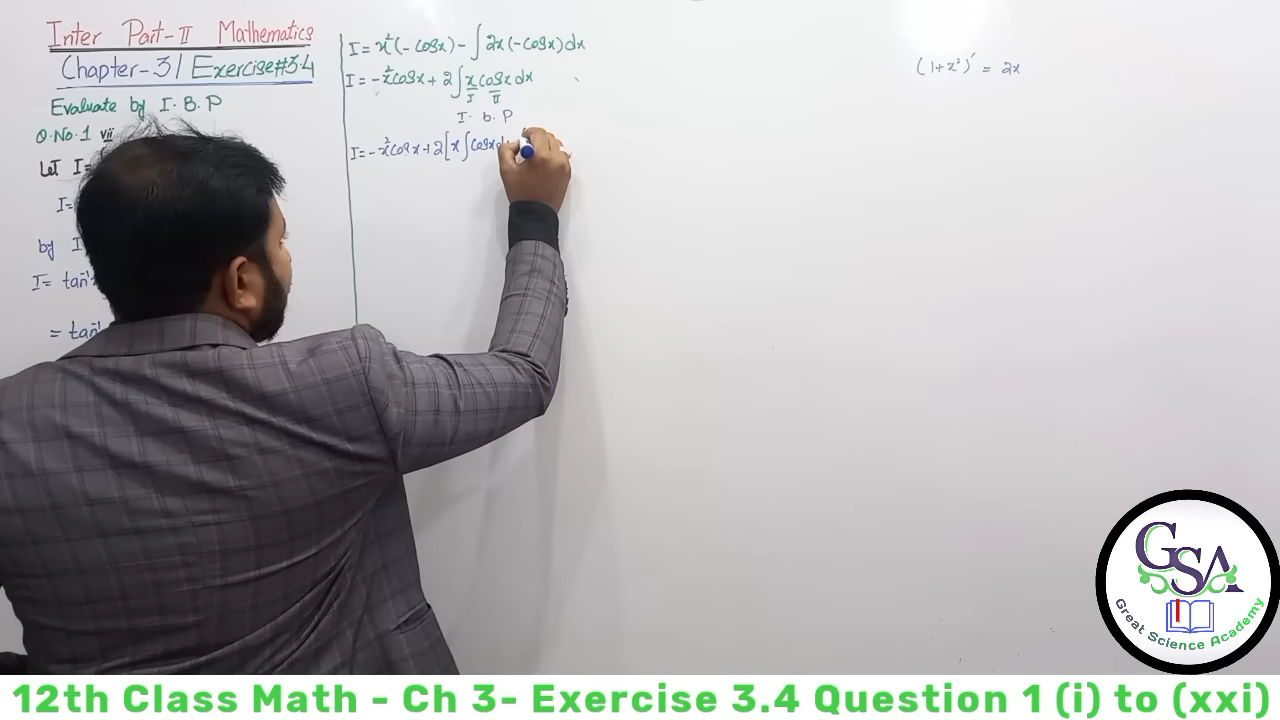 Inter Part-II Mathematics
Chapter-3/ Exercise#3.4
Evaluate by I.B.P
Q.No.1 vii
Let I=
I=
by I
I= tan⁻¹
= tan⁻¹
I = x²(-Cosx) - ∫ 2x(-Cosx)dx
I = -x²Cosx + 2 ∫ x Cosx dx
I II
I. b. P
I = -x²Cosx + 2[x ∫ Cosx d
(1+x²)′ = 2x
GSA
Great Science Academy
12th Class Math - Ch 3- Exercise 3.4 Question 1 (i) to (xxi)